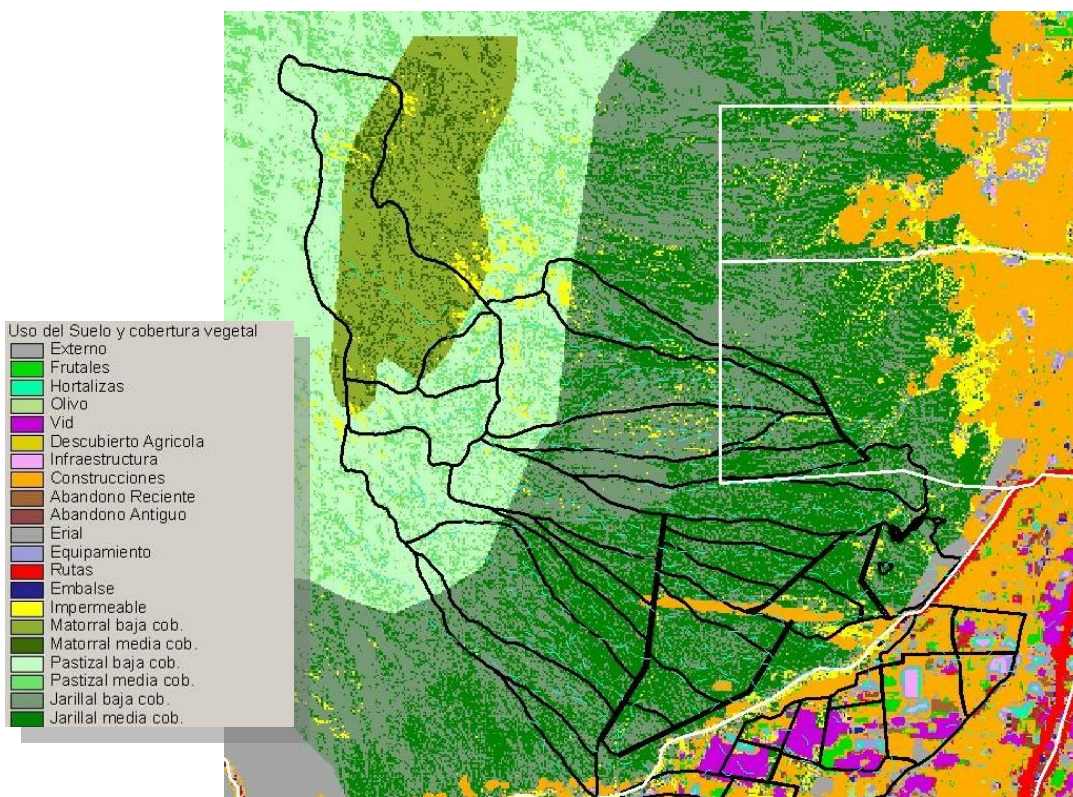 Uso del Suelo y cobertura vegetal
Externo
Frutales
Hortalizas
Olivo
Vid
Descubierto Agricola
Infraestructura
Construcciones
Abandono Reciente
Abandono Antiguo
Erial
Equipamiento
Rutas
Embalse
Impermeable
Matorral baja cob.
Matorral media cob.
Pastizal baja cob.
Pastizal media cob.
Jarillal baja cob.
Jarillal media cob.